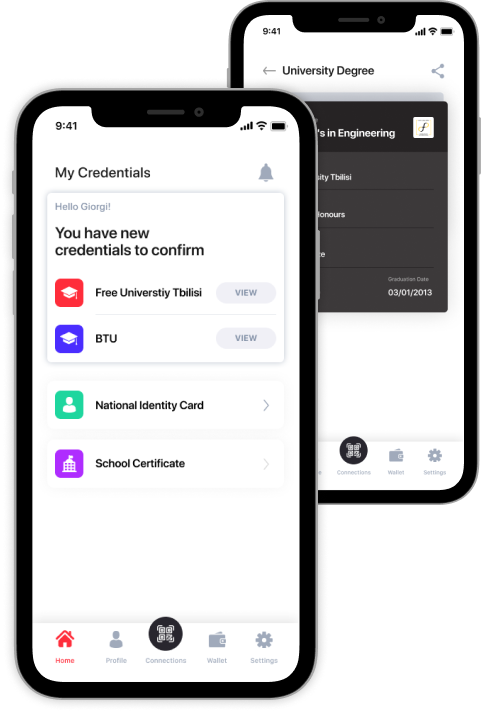 9:41
My Credentials
Hello Giorgi!
You have new
credentials to confirm
Free Universtiy Tbilisi
VIEW
BTU
VIEW
National Identity Card
School Certificate
Home
Profile
Connections
Wallet
Settings
9:41
University Degree
's in Engineering
ity Tbilisi
onours
Graduation Date
03/01/2013
Connections
Wallet
Settings